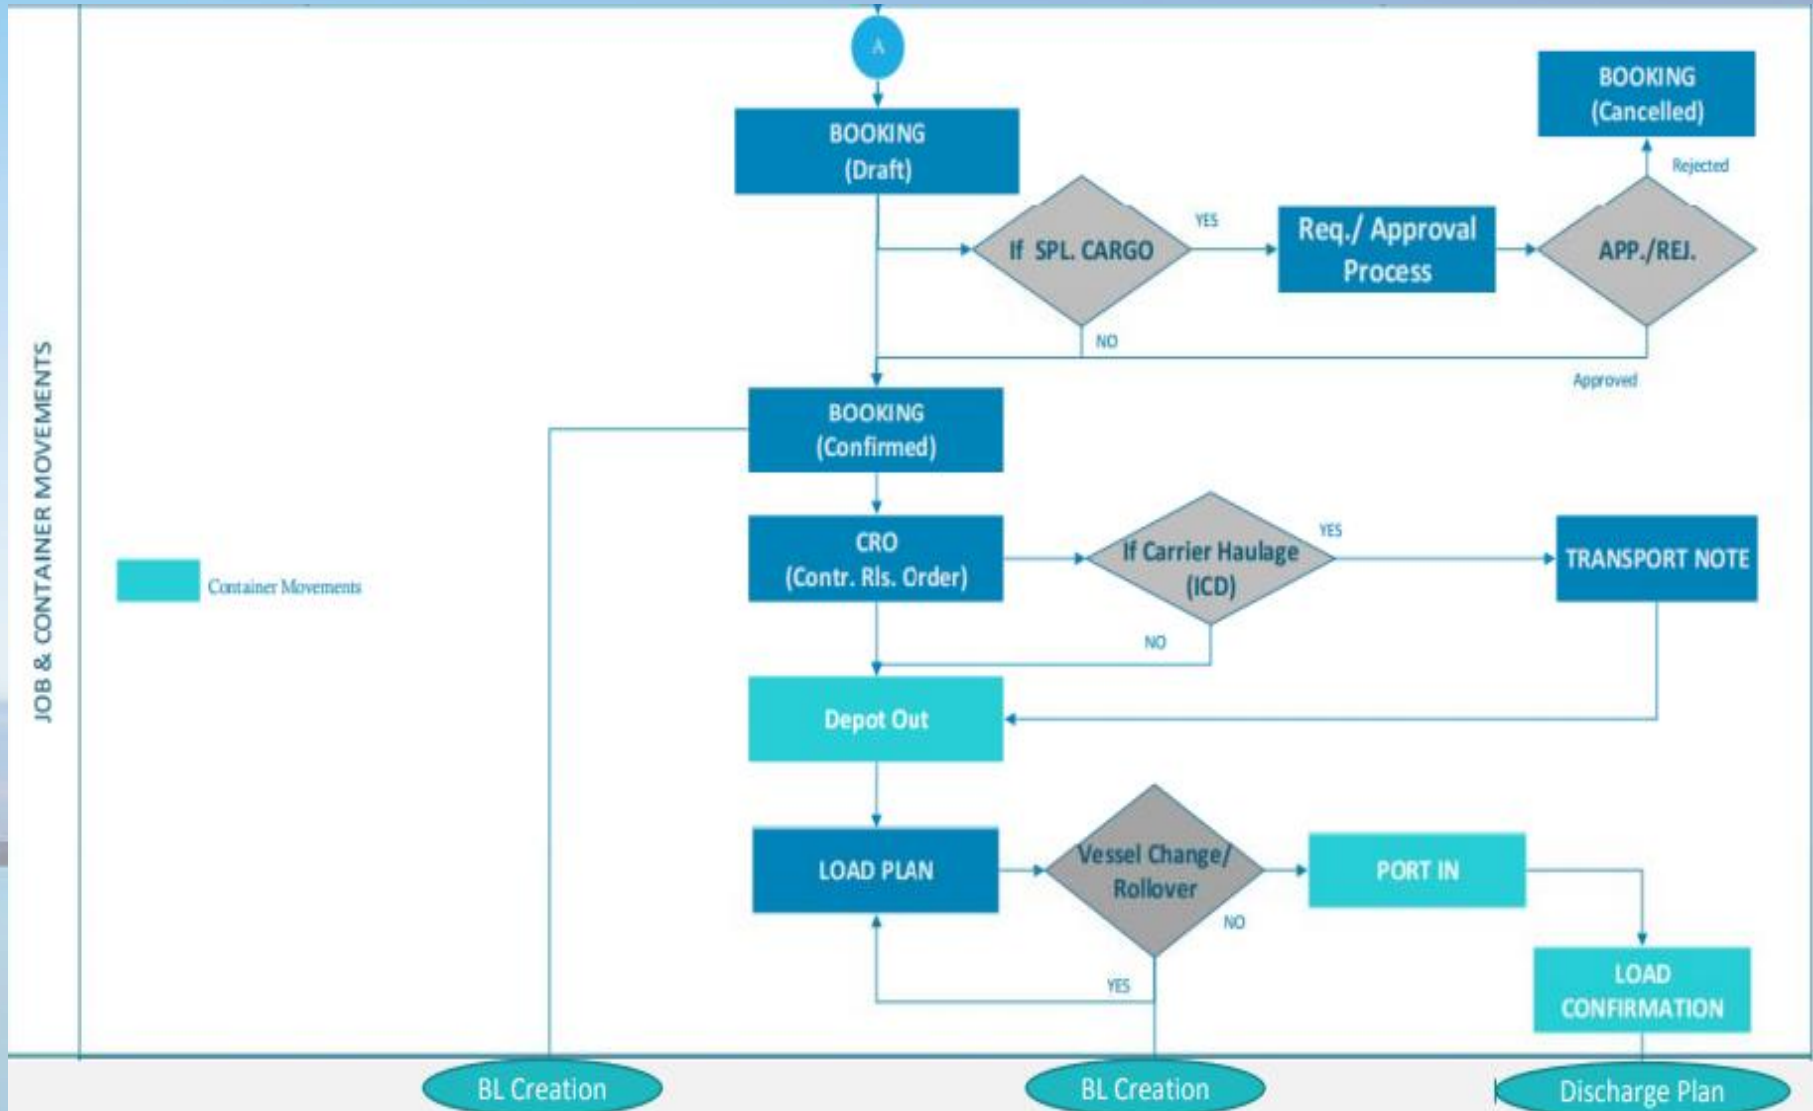 A
BOOKING
(Draft)
BOOKING
(Cancelled)
Rejected
If SPL. CARGO
YES
Req./ Approval
Process
APP./REJ.
NO
Approved
BOOKING
(Confirmed)
JOB & CONTAINER MOVEMENTS
Container Movements
CRO
(Contr. Rls. Order)
If Carrier Haulage
(ICD)
YES
TRANSPORT NOTE
NO
Depot Out
LOAD PLAN
Vessel Change/
Rollover
NO
YES
PORT IN
LOAD
CONFIRMATION
BL Creation
BL Creation
Discharge Plan